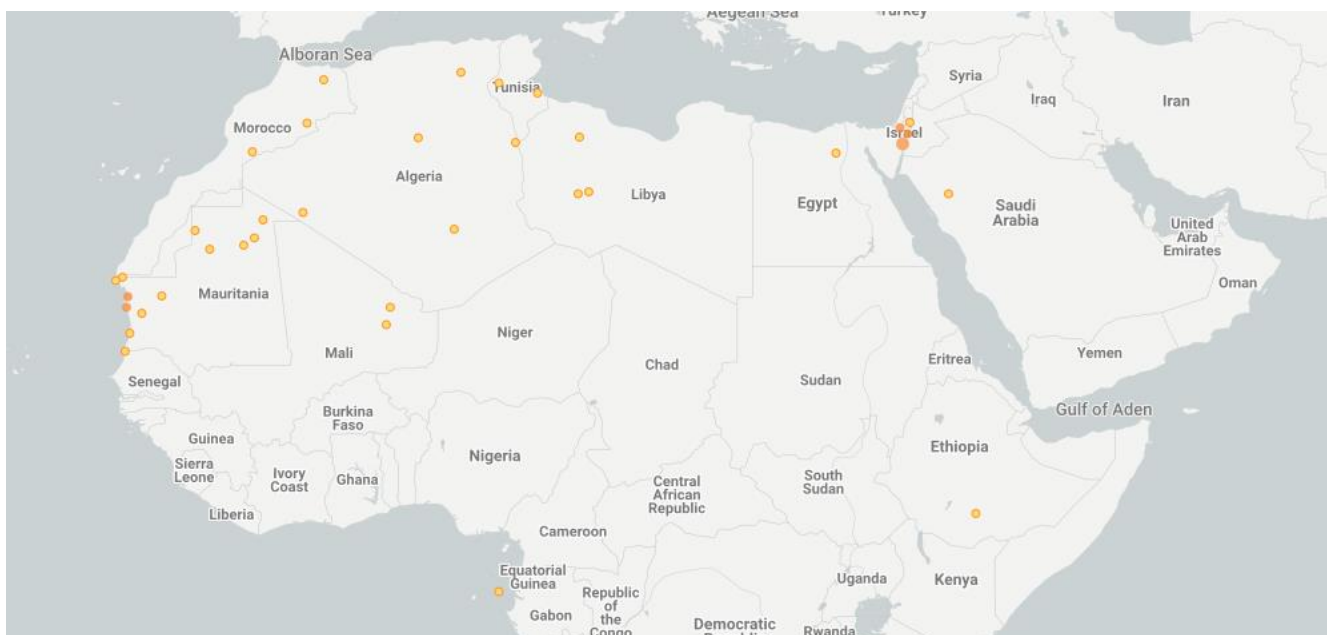 Aegean Sea
Turkey
Alboran Sea
Syria
Tunisia
Iraq
Iran
Morocco
Israel
Algeria
Libya
Egypt
Saudi
Arabia
United
Arab
Emirates
Oman
Mauritania
Niger
Mali
Chad
Sudan
Eritrea
Yemen
Senegal
Gulf of Aden
Burkina
Faso
Guinea
Nigeria
Ethiopia
Sierra
Leone
Ivory
Coast
Ghana
Central
African
Republic
South
Sudan
Liberia
Cameroon
Equatorial
Guinea
Uganda
Kenya
Republic
of the
Congo
Gabon
Democratic
Rwanda